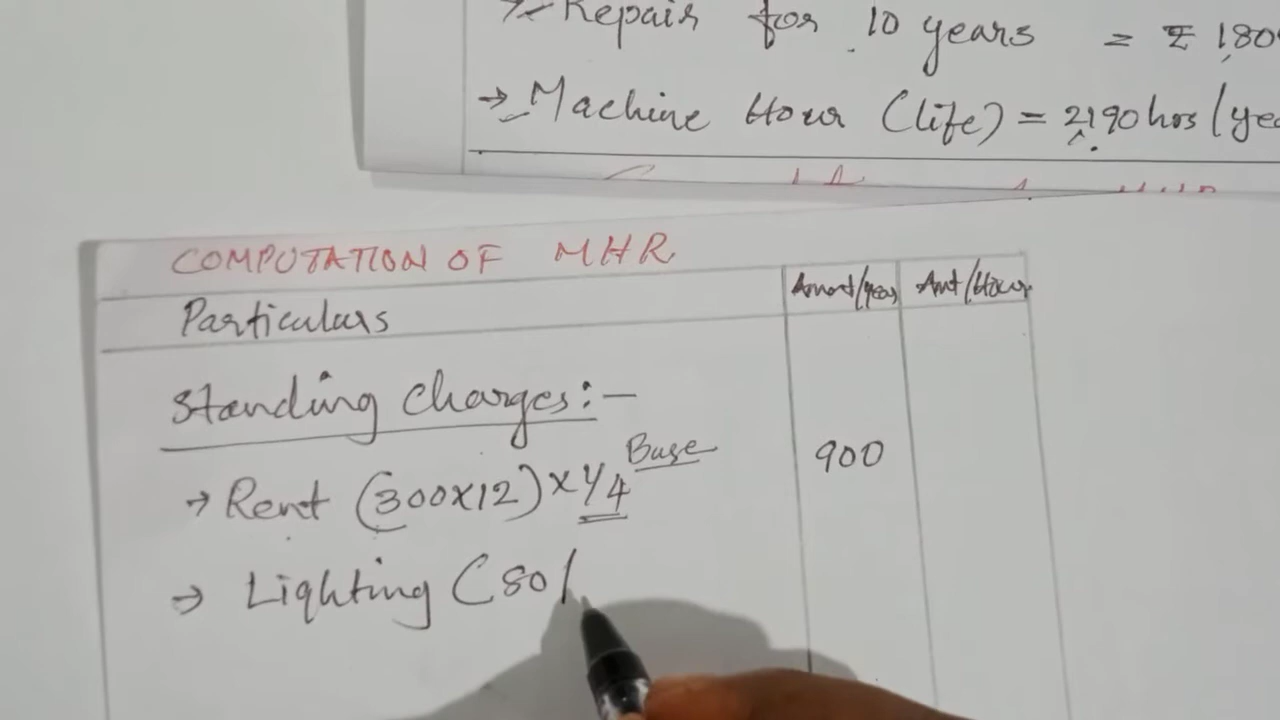 → Repair for 10 years = ₹ 180
→ Machine Hour (life) = 2190 hrs/yea
COMPUTATION OF MHR
Particulars Amont/year Amt/Hour
Standing Charges:-
→ Rent (300x12) x 1/4 Base 900
→ Lighting (80/